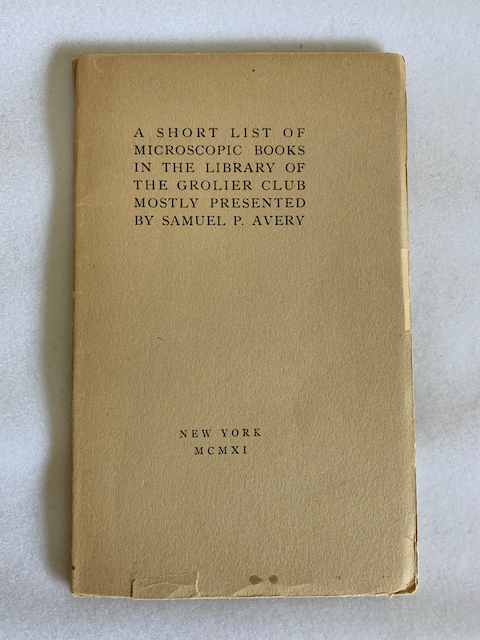 A SHORT LIST OF
MICROSCOPIC BOOKS
IN THE LIBRARY OF
THE GROLIER CLUB
MOSTLY PRESENTED
BY SAMUEL P. AVERY
NEW YORK
MCMXI